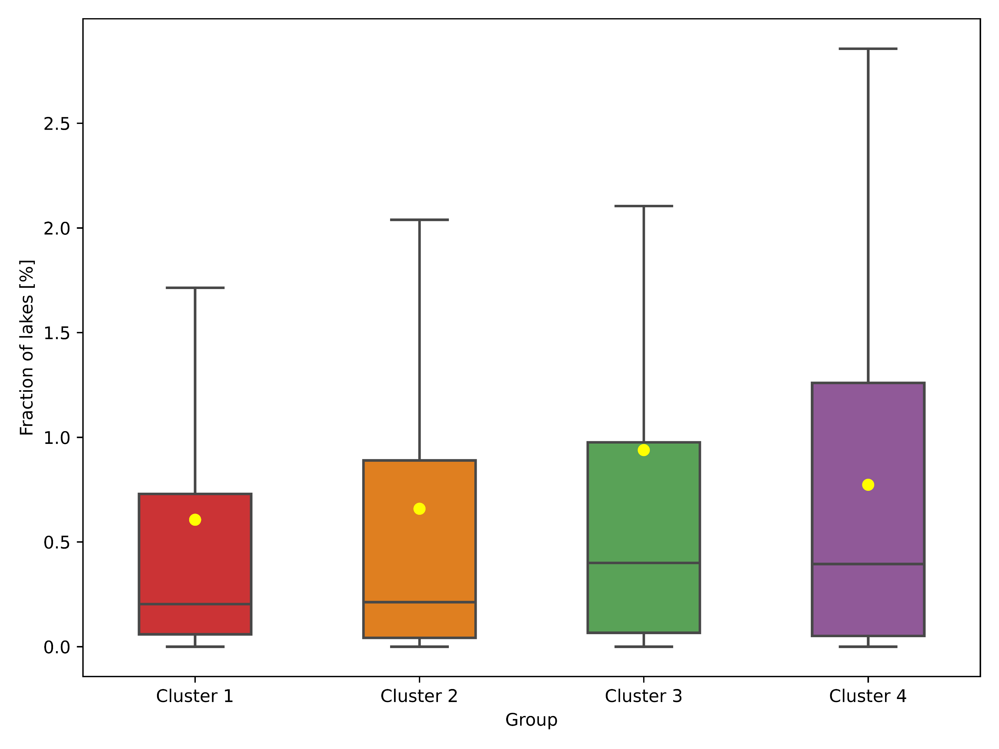 Fraction of lakes [%]
2.5
2.0
1.5
1.0
0.5
0.0
Cluster 1
Cluster 2
Cluster 3
Cluster 4
Group